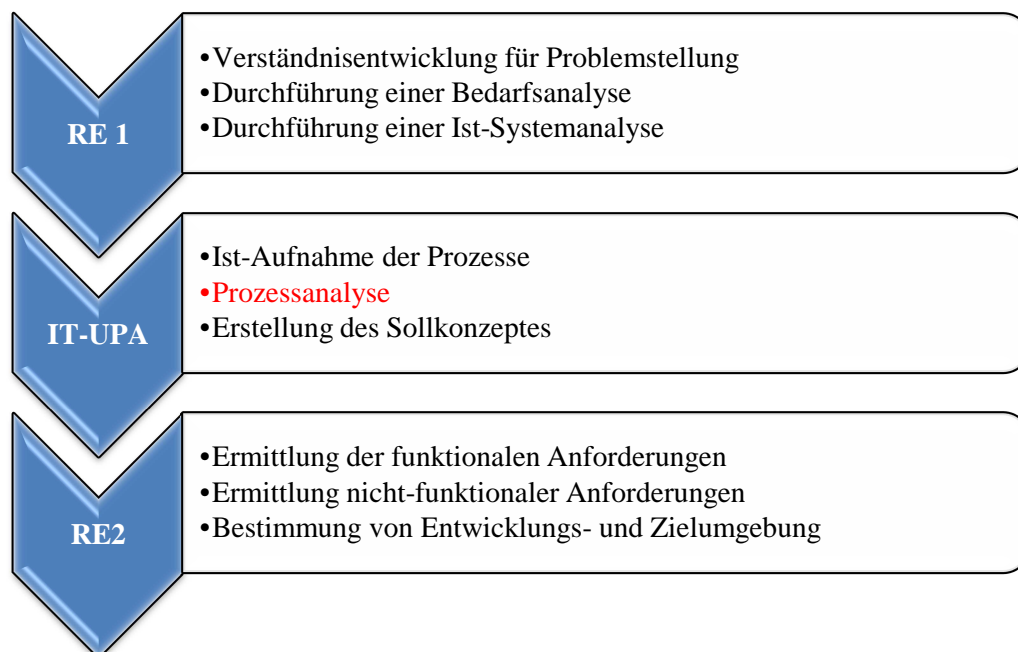 RE 1
•Verständnisentwicklung für Problemstellung
•Durchführung einer Bedarfsanalyse
•Durchführung einer Ist-Systemanalyse
IT-UPA
•Ist-Aufnahme der Prozesse
•Prozessanalyse
•Erstellung des Sollkonzeptes
RE2
•Ermittlung der funktionalen Anforderungen
•Ermittlung nicht-funktionaler Anforderungen
•Bestimmung von Entwicklungs- und Zielumgebung